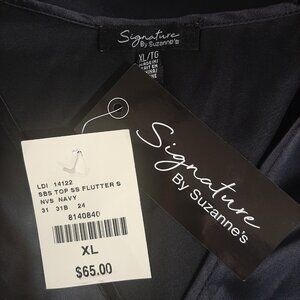 Signature
By Suzanne's
XL/TG
LDI 14122
SBS TOP SS FLUTTER S
NVS NAVY
31 31B 24
8140840
XL
$65.00
Signature
By Suzanne's